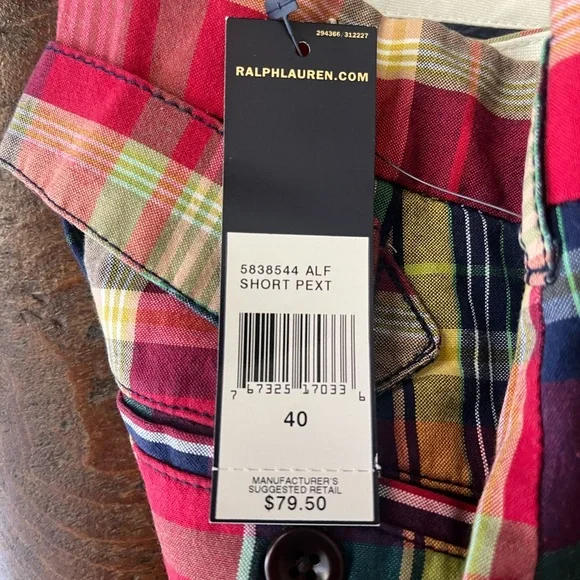 294366/312227
RALPHLAUREN.COM
5838544 ALF
SHORT PEXT
7 67325 17033 6
40
MANUFACTURER'S
SUGGESTED RETAIL
$79.50